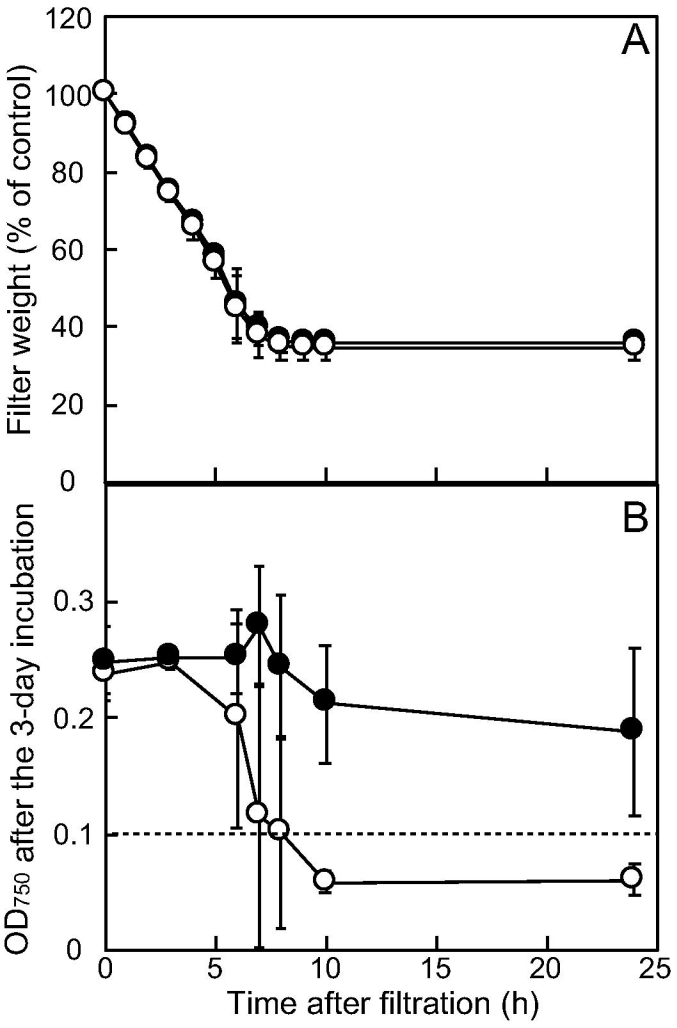 A
120
100
80
60
40
20
0
Filter weight (% of control)
B
0.3
0.2
0.1
0
OD750 after the 3-day incubation
0 5 10 15 20 25
Time after filtration (h)